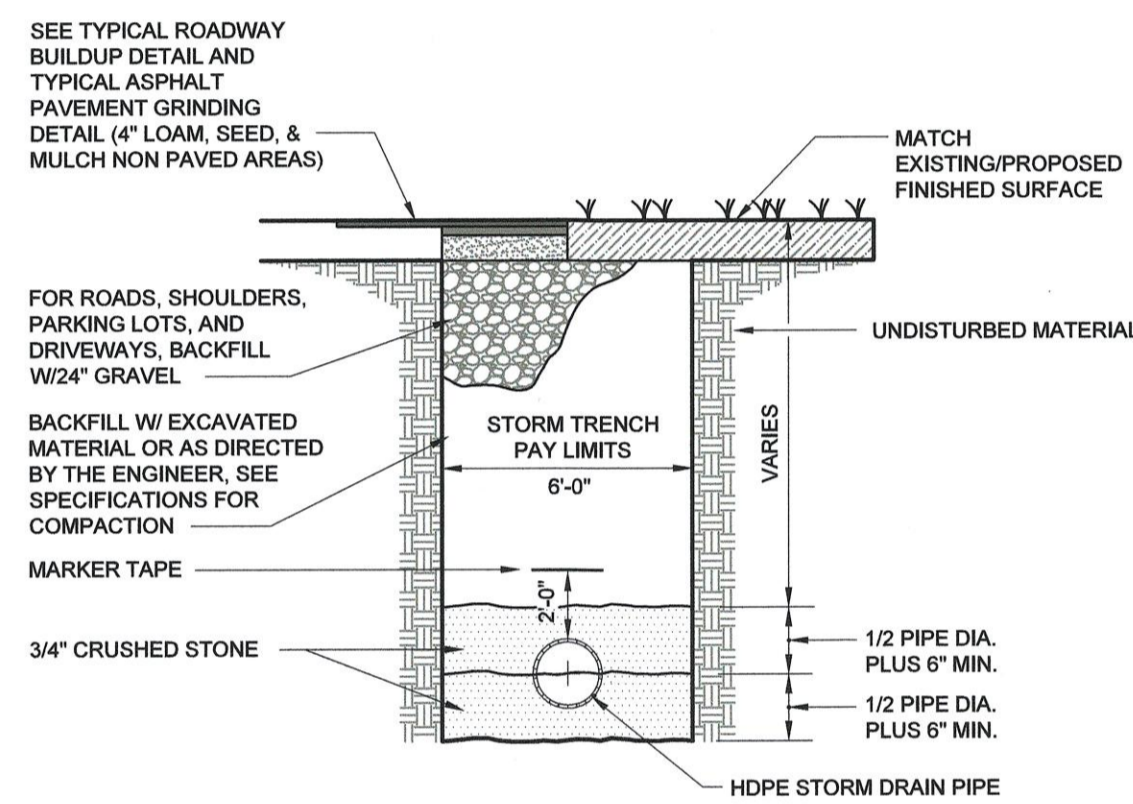 SEE TYPICAL ROADWAY
BUILDUP DETAIL AND
TYPICAL ASPHALT
PAVEMENT GRINDING
DETAIL (4" LOAM, SEED, &
MULCH NON PAVED AREAS)
MATCH
EXISTING/PROPOSED
FINISHED SURFACE
FOR ROADS, SHOULDERS,
PARKING LOTS, AND
DRIVEWAYS, BACKFILL
W/24" GRAVEL
UNDISTURBED MATERIAL
BACKFILL W/ EXCAVATED
MATERIAL OR AS DIRECTED
BY THE ENGINEER, SEE
SPECIFICATIONS FOR
COMPACTION
STORM TRENCH
PAY LIMITS
6'-0"
VARIES
MARKER TAPE
2'-0"
3/4" CRUSHED STONE
1/2 PIPE DIA.
PLUS 6" MIN.
1/2 PIPE DIA.
PLUS 6" MIN.
HDPE STORM DRAIN PIPE